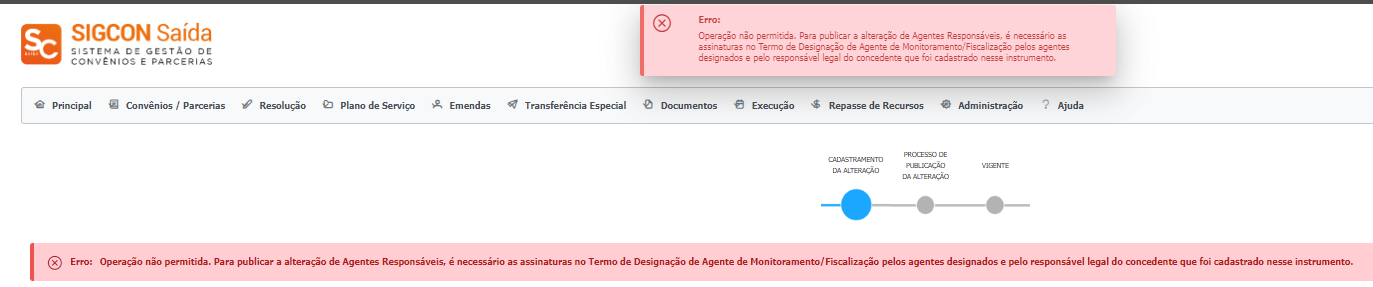 Erro:
Operação não permitida. Para publicar a alteração de Agentes Responsáveis, é necessário as
assinaturas no Termo de Designação de Agente de Monitoramento/Fiscalização pelos agentes
designados e pelo responsável legal do concedente que foi cadastrado nesse instrumento.
SC
SAÍDA
SIGCON Saída
SISTEMA DE GESTÃO DE
CONVÊNIOS E PARCERIAS
Principal Convênios / Parcerias Resolução Plano de Serviço Emendas Transferência Especial Documentos Execução Repasse de Recursos Administração ? Ajuda
CADASTRAMENTO
DA ALTERAÇÃO
PROCESSO DE
PUBLICAÇÃO
DA ALTERAÇÃO
VIGENTE
Erro: Operação não permitida. Para publicar a alteração de Agentes Responsáveis, é necessário as assinaturas no Termo de Designação de Agente de Monitoramento/Fiscalização pelos agentes designados e pelo responsável legal do concedente que foi cadastrado nesse instrumento.